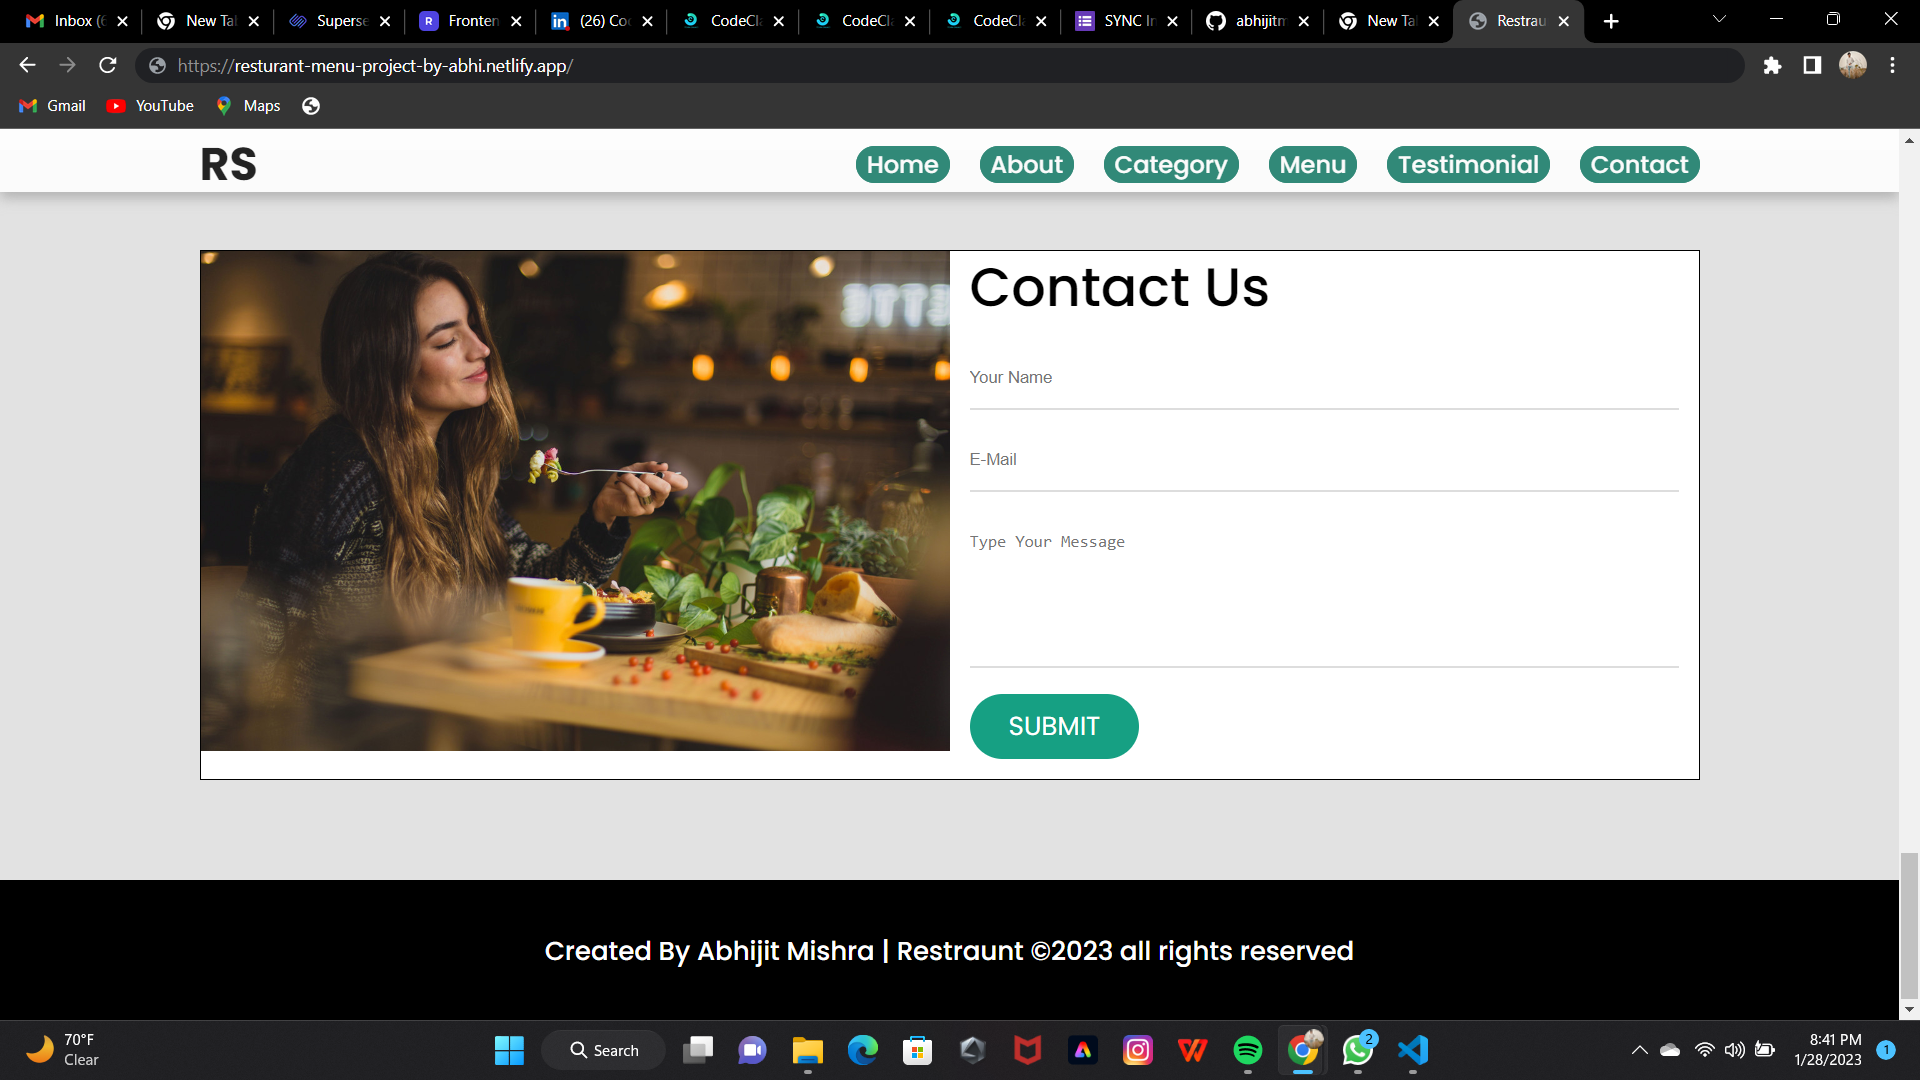 Inbox (6
New Tal
Superse
Fronten
(26) Co
CodeCl
CodeCl
CodeCl
SYNC In
abhijitm
New Tal
Restrau
https://resturant-menu-project-by-abhi.netlify.app/
Gmail
YouTube
Maps
RS
Home
About
Category
Menu
Testimonial
Contact
Contact Us
Your Name
E-Mail
Type Your Message
SUBMIT
Created By Abhijit Mishra | Restraunt ©2023 all rights reserved
70°F
Clear
Search
2
8:41 PM
1/28/2023
1